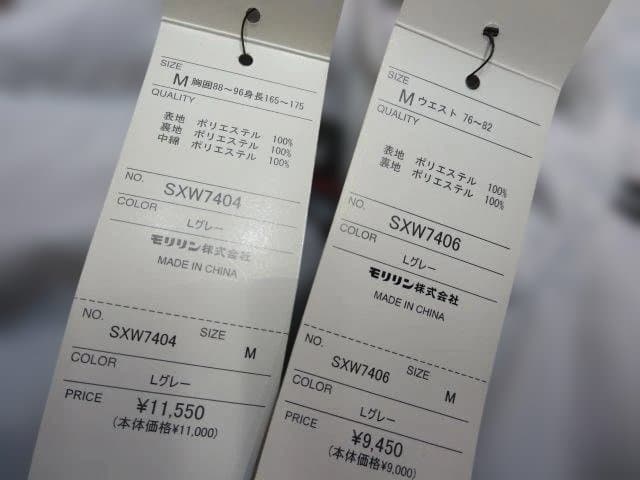 SIZE
M 胸囲88～96身長165～175
QUALITY
表地 ポリエステル 100%
裏地 ポリエステル 100%
中綿 ポリエステル 100%
NO. SXW7404
COLOR
Lグレー
モリリン株式会社
MADE IN CHINA
NO. SXW7404 SIZE M
COLOR
Lグレー
PRICE ¥11,550
(本体価格¥11,000)
SIZE
M ウエスト 76～82
QUALITY
表地 ポリエステル 100%
裏地 ポリエステル 100%
NO. SXW7406
COLOR
Lグレー
モリリン株式会社
MADE IN CHINA
NO. SXW7406 SIZE M
COLOR
Lグレー
PRICE ¥9,450
(本体価格¥9,000)